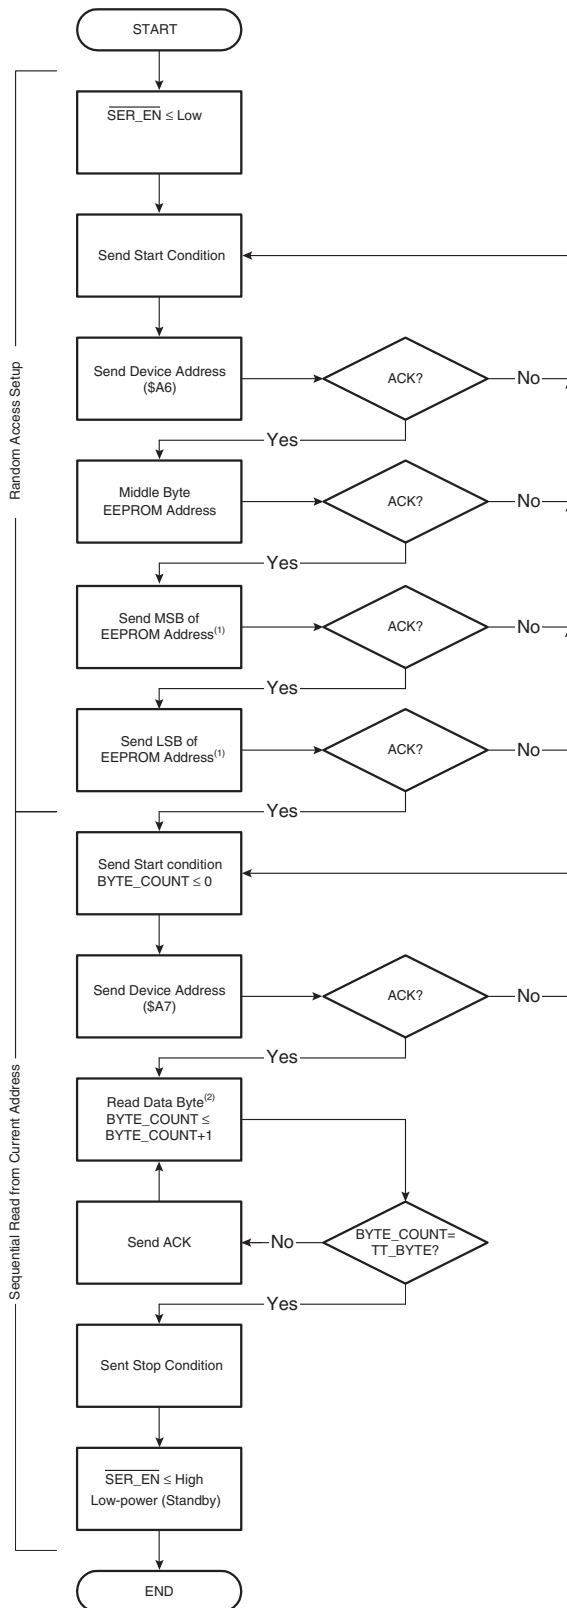 START
SER_EN ≤ Low
Send Start Condition
Send Device Address
($A6)
ACK?
No
Yes
Middle Byte
EEPROM Address
ACK?
No
Yes
Send MSB of
EEPROM Address(1)
ACK?
No
Yes
Send LSB of
EEPROM Address(1)
ACK?
No
Yes
Random Access Setup
Send Start condition
BYTE_COUNT ≤ 0
Send Device Address
($A7)
ACK?
No
Yes
Read Data Byte(2)
BYTE_COUNT ≤
BYTE_COUNT+1
BYTE_COUNT=
TT_BYTE?
No
Send ACK
Yes
Sent Stop Condition
SER_EN ≤ High
Low-power (Standby)
Sequential Read from Current Address
END